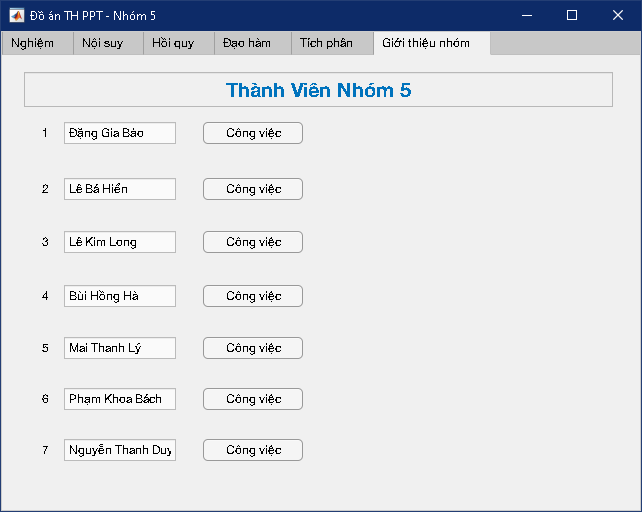 Đồ án TH PPT - Nhóm 5
Nghiệm Nội suy Hồi quy Đạo hàm Tích phân Giới thiệu nhóm
Thành Viên Nhóm 5
1 Đặng Gia Bảo Công việc
2 Lê Bá Hiển Công việc
3 Lê Kim Long Công việc
4 Bùi Hồng Hà Công việc
5 Mai Thanh Lý Công việc
6 Phạm Khoa Bách Công việc
7 Nguyễn Thanh Duy Công việc